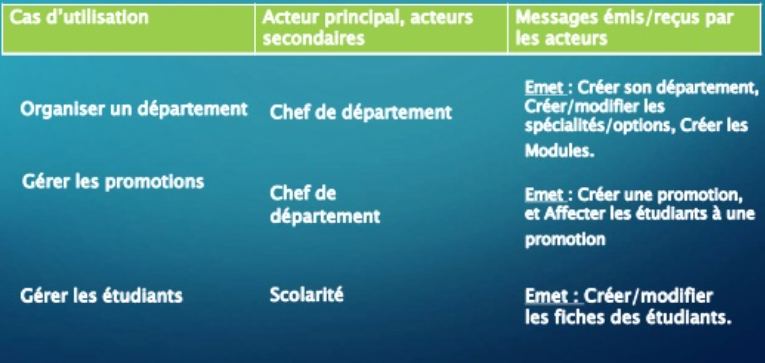 Cas d'utilisation
Acteur principal, acteurs
secondaires
Messages émis/reçus par
les acteurs
Organiser un département
Chef de département
Emet : Créer son département,
Créer/modifier les
spécialités/options, Créer les
Modules.
Gérer les promotions
Chef de
département
Emet : Créer une promotion,
et Affecter les étudiants à une
promotion
Gérer les étudiants
Scolarité
Emet : Créer/modifier
les fiches des étudiants.